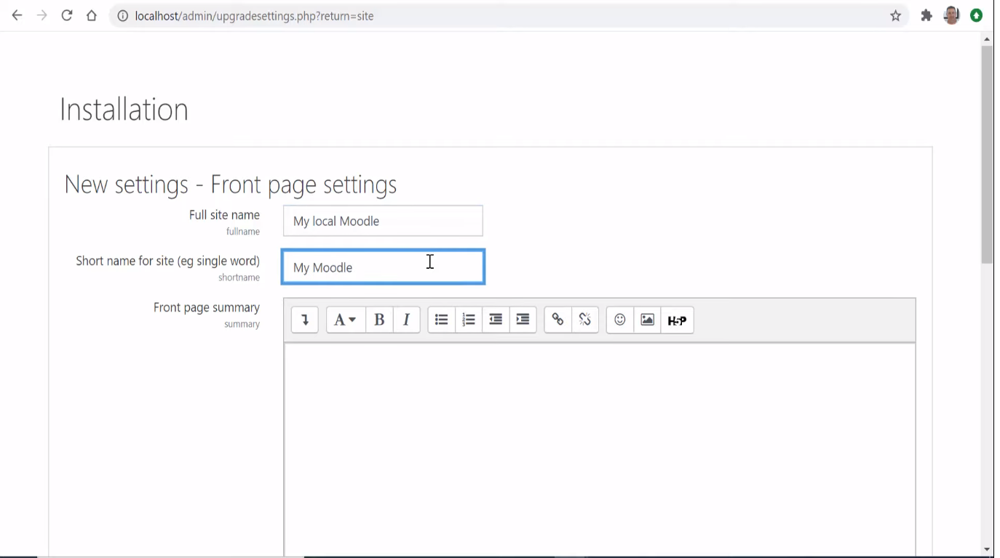 localhost/admin/upgradesettings.php?return=site
Installation
New settings - Front page settings
Full site name
fullname
My local Moodle
Short name for site (eg single word)
shortname
My Moodle
Front page summary
summary
A B I H5P